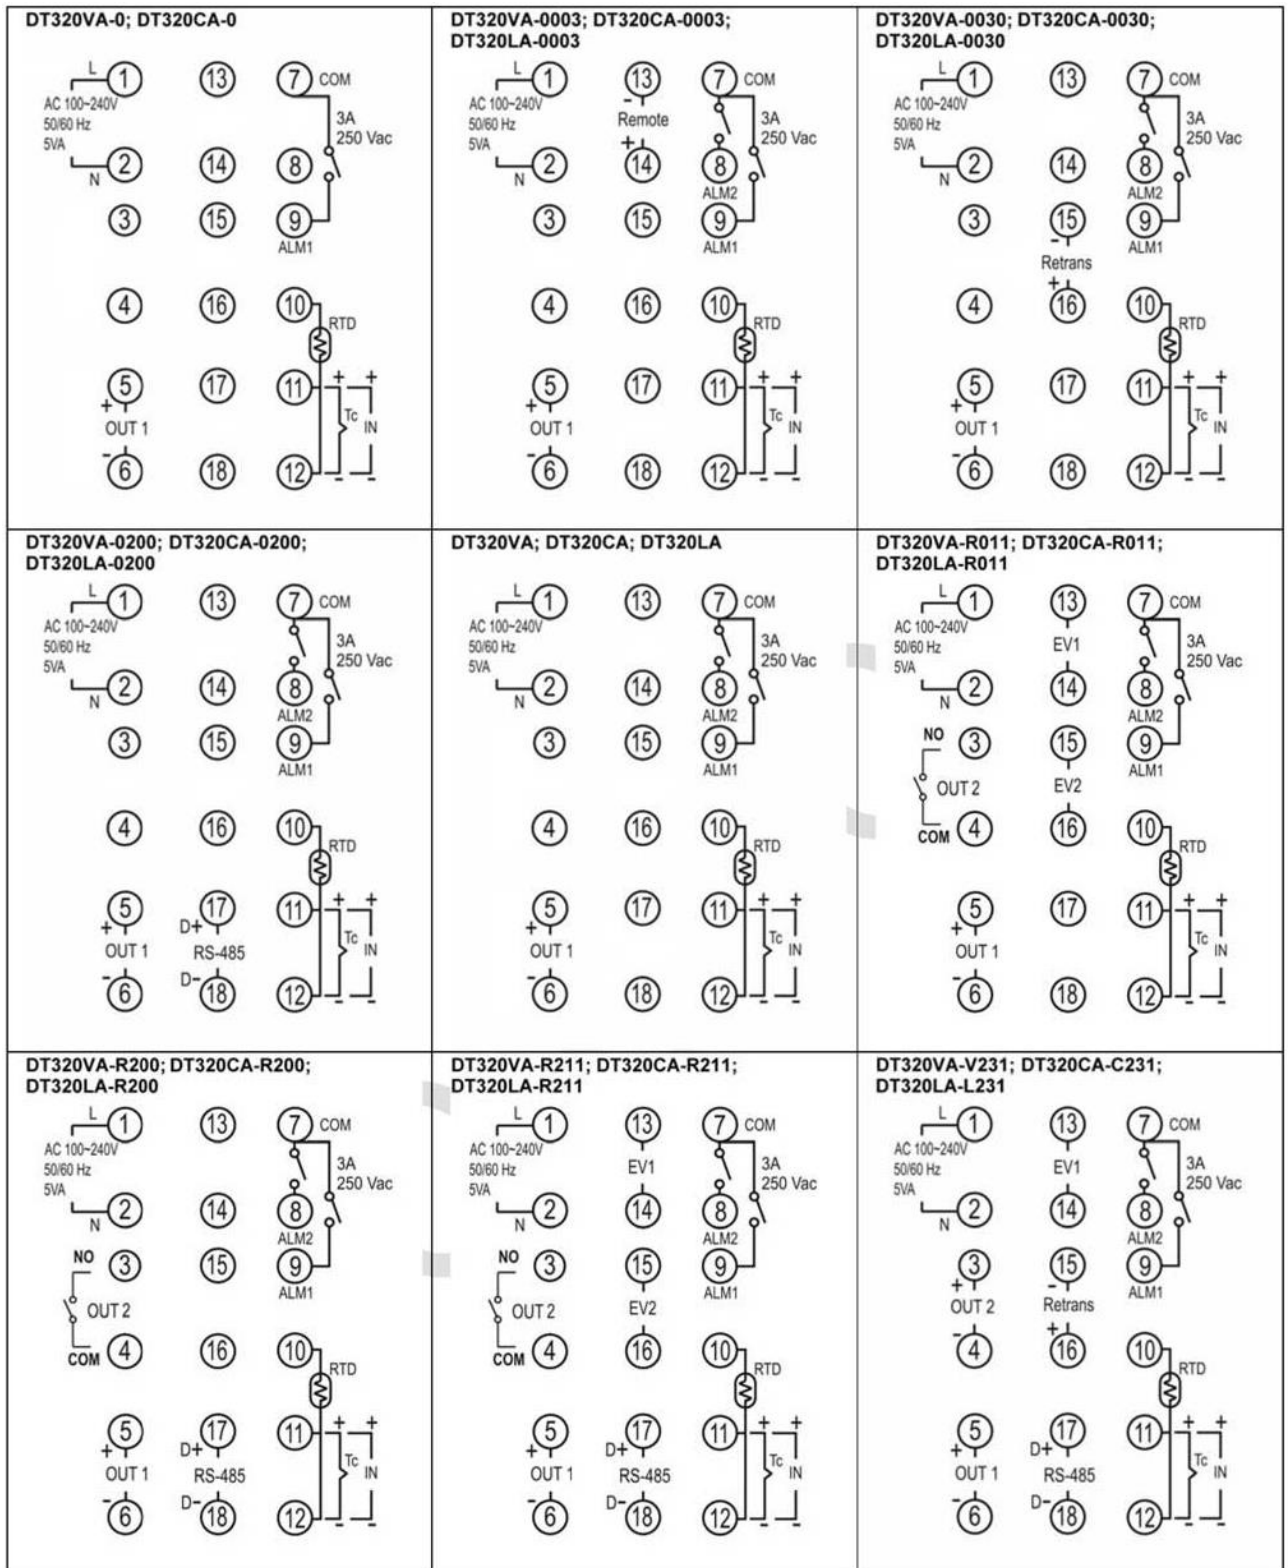 DT320VA-0; DT320CA-0
L 1 13 7 COM
AC 100~240V
50/60 Hz
5VA
3A
250 Vac
N 2 14 8
3 15 9
ALM1
4 16 10
RTD
5 17 11 + +
+
OUT 1
Tc IN
-
6 18 12 - -
DT320VA-0003; DT320CA-0003;
DT320LA-0003
L 1 13 7 COM
-
AC 100~240V
50/60 Hz
5VA
Remote
3A
250 Vac
+
N 2 14 8
ALM2
3 15 9
ALM1
4 16 10
RTD
5 17 11 + +
+
OUT 1
Tc IN
-
6 18 12 - -
DT320VA-0030; DT320CA-0030;
DT320LA-0030
L 1 13 7 COM
AC 100~240V
50/60 Hz
5VA
3A
250 Vac
N 2 14 8
ALM2
3 15 9
-
ALM1
Retrans
+
4 16 10
RTD
5 17 11 + +
+
OUT 1
Tc IN
-
6 18 12 - -
DT320VA-0200; DT320CA-0200;
DT320LA-0200
L 1 13 7 COM
AC 100~240V
50/60 Hz
5VA
3A
250 Vac
N 2 14 8
ALM2
3 15 9
ALM1
4 16 10
RTD
5 17 11 + +
+ D+
OUT 1 RS-485
Tc IN
- D-
6 18 12 - -
DT320VA; DT320CA; DT320LA
L 1 13 7 COM
AC 100~240V
50/60 Hz
5VA
3A
250 Vac
N 2 14 8
ALM2
3 15 9
ALM1
4 16 10
RTD
5 17 11 + +
+
OUT 1
Tc IN
-
6 18 12 - -
DT320VA-R011; DT320CA-R011;
DT320LA-R011
L 1 13 7 COM
AC 100~240V
50/60 Hz
5VA
EV1
3A
250 Vac
N 2 14 8
ALM2
NO 3 15 9
ALM1
OUT 2 EV2
COM 4 16 10
RTD
5 17 11 + +
+
OUT 1
Tc IN
-
6 18 12 - -
DT320VA-R200; DT320CA-R200;
DT320LA-R200
L 1 13 7 COM
AC 100~240V
50/60 Hz
5VA
3A
250 Vac
N 2 14 8
ALM2
NO 3 15 9
ALM1
OUT 2
COM 4 16 10
RTD
5 17 11 + +
+ D+
OUT 1 RS-485
Tc IN
- D-
6 18 12 - -
DT320VA-R211; DT320CA-R211;
DT320LA-R211
L 1 13 7 COM
AC 100~240V
50/60 Hz
5VA
EV1
3A
250 Vac
N 2 14 8
ALM2
NO 3 15 9
ALM1
OUT 2 EV2
COM 4 16 10
RTD
5 17 11 + +
+ D+
OUT 1 RS-485
Tc IN
- D-
6 18 12 - -
DT320VA-V231; DT320CA-C231;
DT320LA-L231
L 1 13 7 COM
AC 100~240V
50/60 Hz
5VA
EV1
3A
250 Vac
N 2 14 8
ALM2
3 15 9
+ -
ALM1
OUT 2 Retrans
- +
4 16 10
RTD
5 17 11 + +
+ D+
OUT 1 RS-485
Tc IN
- D-
6 18 12 - -